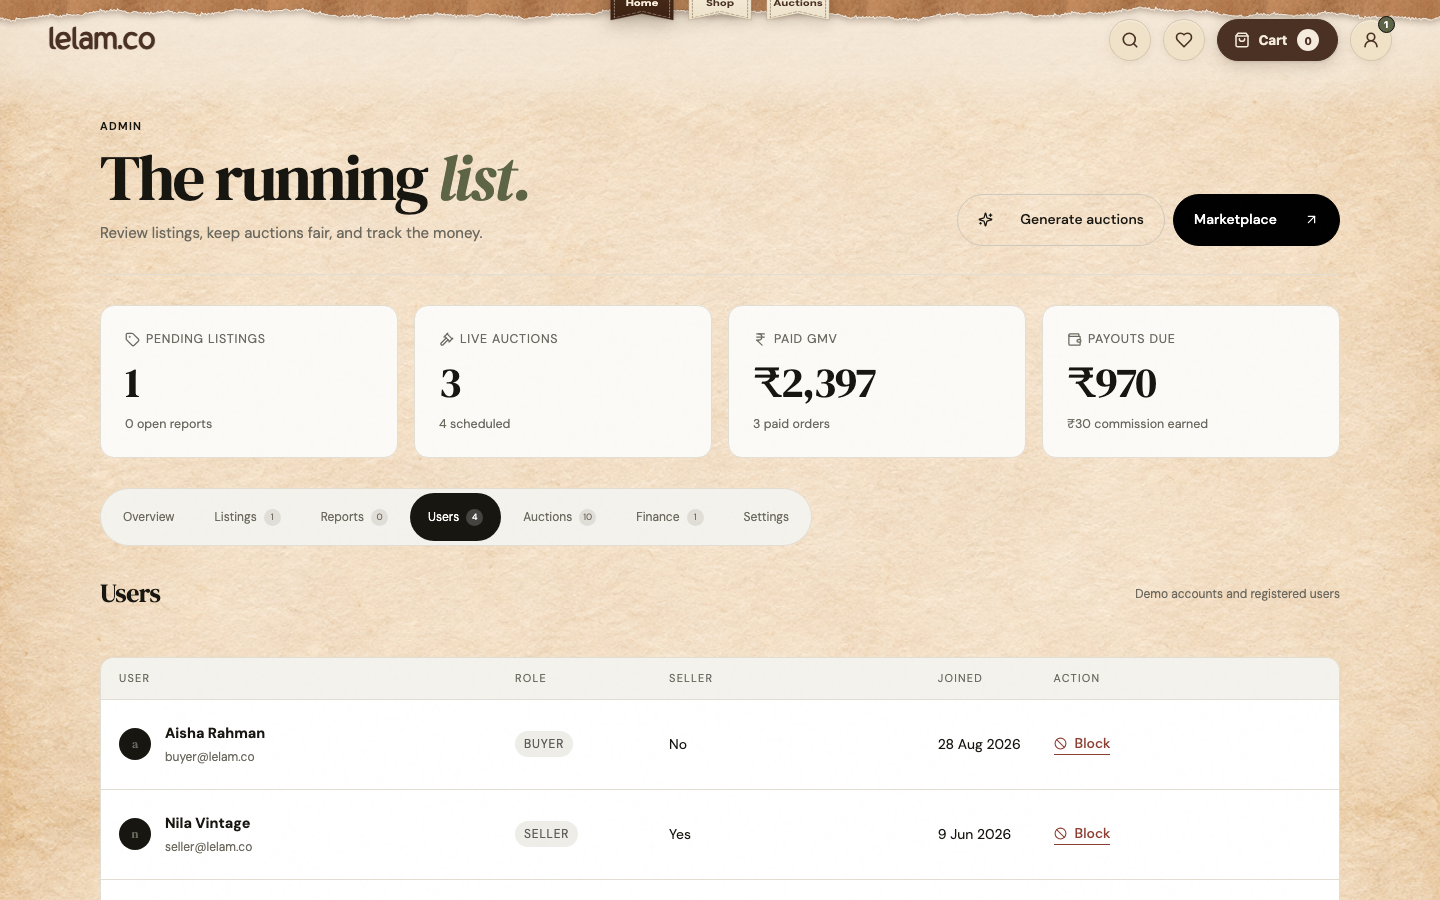 Home Shop Auctions
lelam.co
Cart 0
1
ADMIN
The running list.
Review listings, keep auctions fair, and track the money.
Generate auctions
Marketplace
PENDING LISTINGS
1
0 open reports
LIVE AUCTIONS
3
4 scheduled
PAID GMV
₹2,397
3 paid orders
PAYOUTS DUE
₹970
₹30 commission earned
Overview Listings 1 Reports 0 Users 4 Auctions 10 Finance 1 Settings
Users
Demo accounts and registered users
USER ROLE SELLER JOINED ACTION
a Aisha Rahman
buyer@lelam.co
BUYER No 28 Aug 2026 Block
n Nila Vintage
seller@lelam.co
SELLER Yes 9 Jun 2026 Block